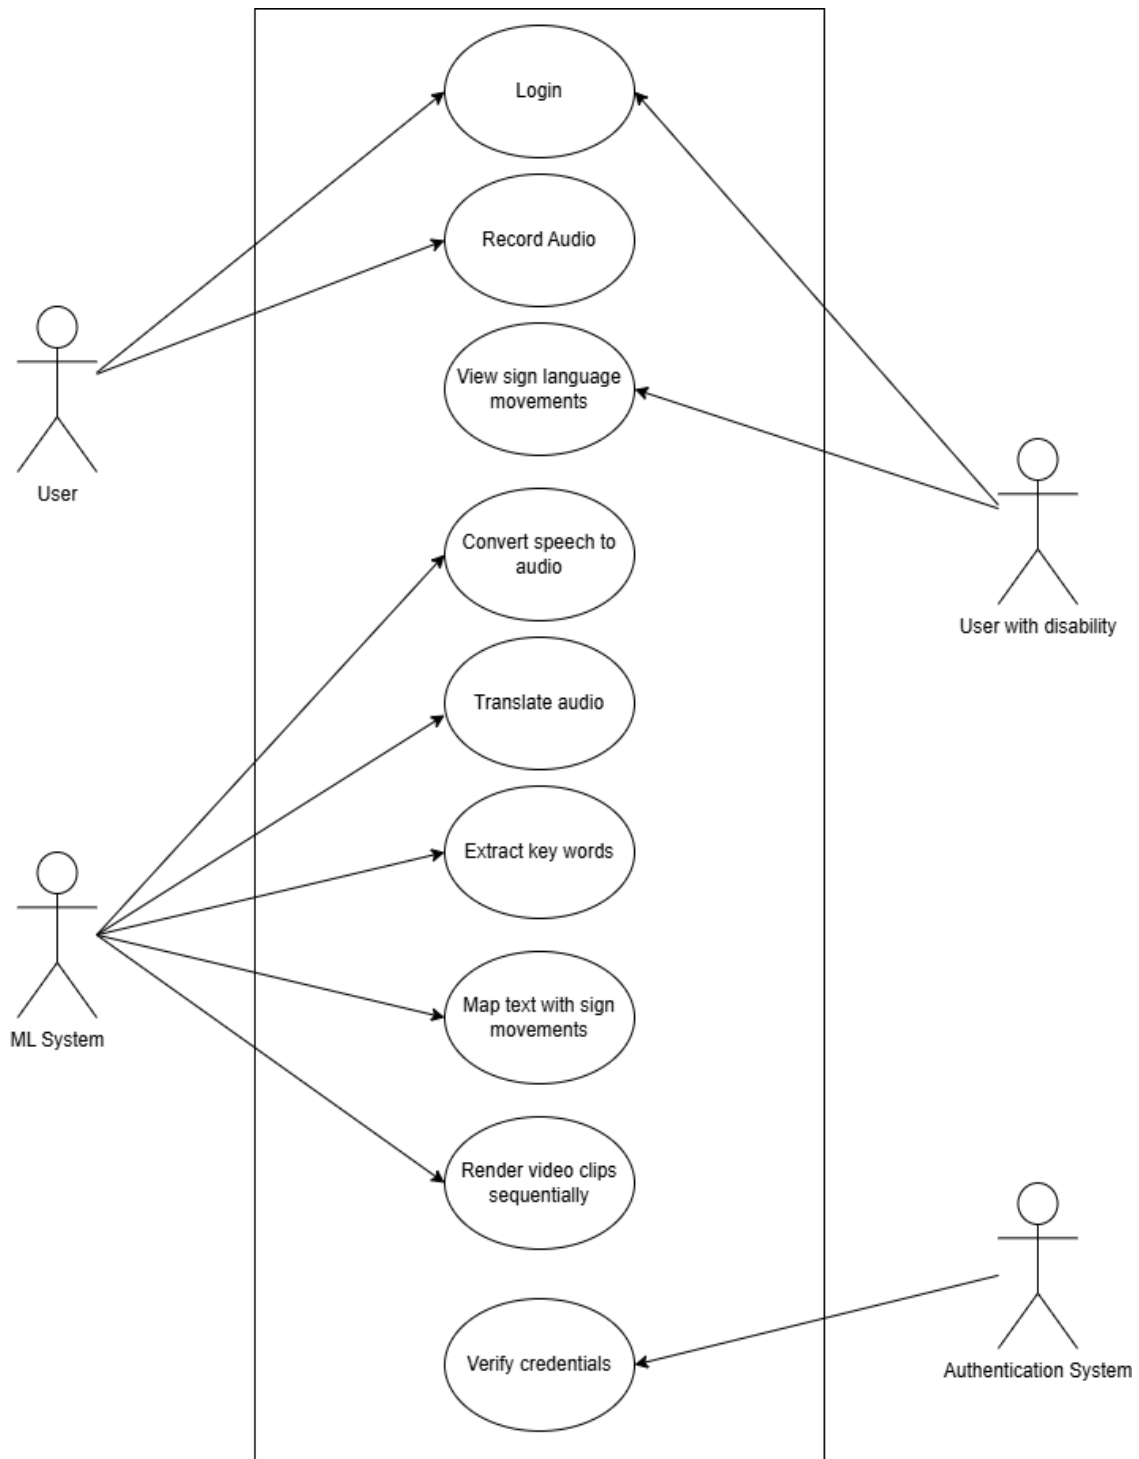 Login
Record Audio
View sign language
movements
User
Convert speech to
audio
User with disability
Translate audio
Extract key words
Map text with sign
movements
ML System
Render video clips
sequentially
Verify credentials
Authentication System